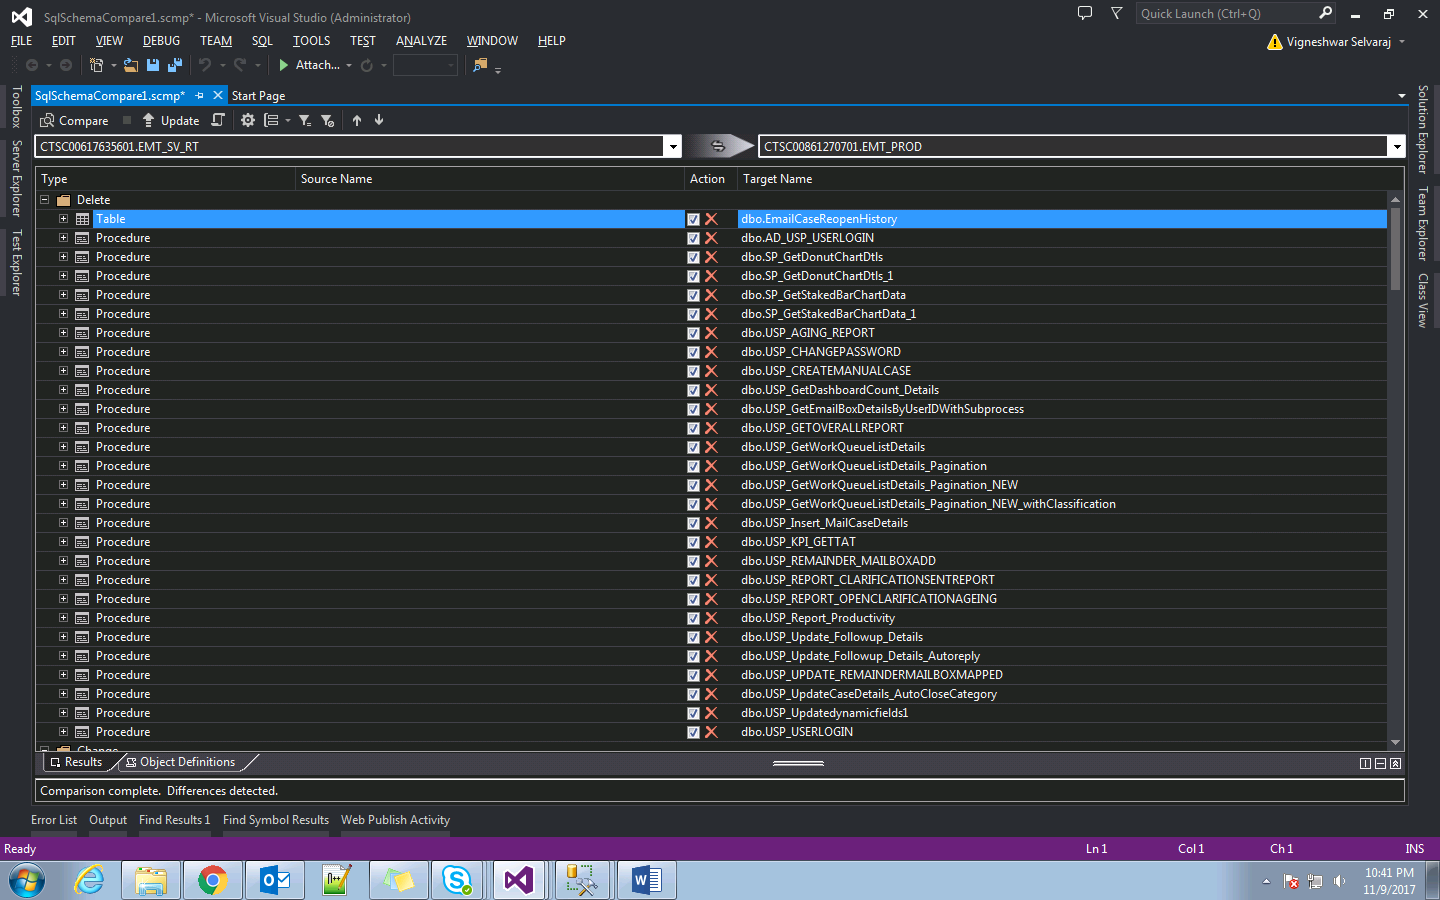 SqlSchemaCompare1.scmp* - Microsoft Visual Studio (Administrator)
Quick Launch (Ctrl+Q)
FILE EDIT VIEW DEBUG TEAM SQL TOOLS TEST ANALYZE WINDOW HELP
Vigneshwar Selvaraj
Attach...
Toolbox
Server Explorer
Test Explorer
SqlSchemaCompare1.scmp* Start Page
Compare Update
CTSC00617635601.EMT_SV_RT CTSC00861270701.EMT_PROD
Type Source Name Action Target Name
Delete
Table dbo.EmailCaseReopenHistory
Procedure dbo.AD_USP_USERLOGIN
Procedure dbo.SP_GetDonutChartDtls
Procedure dbo.SP_GetDonutChartDtls_1
Procedure dbo.SP_GetStakedBarChartData
Procedure dbo.SP_GetStakedBarChartData_1
Procedure dbo.USP_AGING_REPORT
Procedure dbo.USP_CHANGEPASSWORD
Procedure dbo.USP_CREATEMANUALCASE
Procedure dbo.USP_GetDashboardCount_Details
Procedure dbo.USP_GetEmailBoxDetailsByUserIDWithSubprocess
Procedure dbo.USP_GETOVERALLREPORT
Procedure dbo.USP_GetWorkQueueListDetails
Procedure dbo.USP_GetWorkQueueListDetails_Pagination
Procedure dbo.USP_GetWorkQueueListDetails_Pagination_NEW
Procedure dbo.USP_GetWorkQueueListDetails_Pagination_NEW_withClassification
Procedure dbo.USP_Insert_MailCaseDetails
Procedure dbo.USP_KPI_GETTAT
Procedure dbo.USP_REMAINDER_MAILBOXADD
Procedure dbo.USP_REPORT_CLARIFICATIONSENTREPORT
Procedure dbo.USP_REPORT_OPENCLARIFICATIONAGEING
Procedure dbo.USP_Report_Productivity
Procedure dbo.USP_Update_Followup_Details
Procedure dbo.USP_Update_Followup_Details_Autoreply
Procedure dbo.USP_UPDATE_REMAINDERMAILBOXMAPPED
Procedure dbo.USP_UpdateCaseDetails_AutoCloseCategory
Procedure dbo.USP_Updatedynamicfields1
Procedure dbo.USP_USERLOGIN
Change
Solution Explorer
Team Explorer
Class View
Results Object Definitions
Comparison complete. Differences detected.
Error List Output Find Results 1 Find Symbol Results Web Publish Activity
Ready Ln 1 Col 1 Ch 1 INS
10:41 PM
11/9/2017